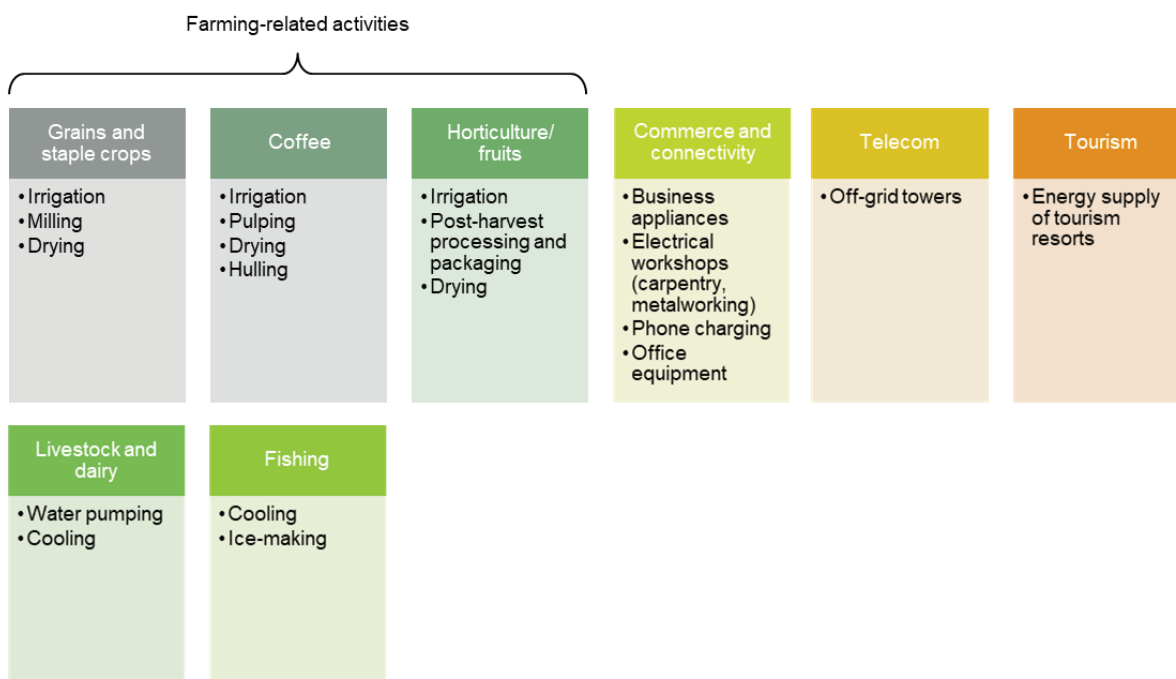 Farming-related activities
Grains and
staple crops
•Irrigation
•Milling
•Drying
Coffee
•Irrigation
•Pulping
•Drying
•Hulling
Horticulture/
fruits
•Irrigation
•Post-harvest
processing and
packaging
•Drying
Commerce and
connectivity
•Business
appliances
•Electrical
workshops
(carpentry,
metalworking)
•Phone charging
•Office
equipment
Telecom
•Off-grid towers
Tourism
•Energy supply
of tourism
resorts
Livestock and
dairy
•Water pumping
•Cooling
Fishing
•Cooling
•Ice-making